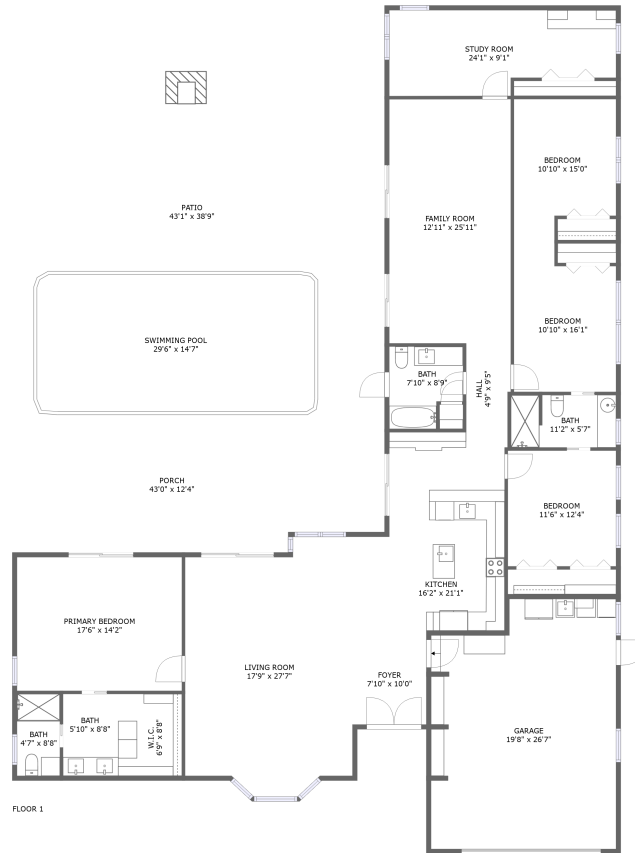 STUDY ROOM
24'1" x 9'1"
BEDROOM
10'10" x 15'0"
PATIO
43'1" x 38'9"
FAMILY ROOM
12'11" x 25'11"
BEDROOM
10'10" x 16'1"
SWIMMING POOL
29'6" x 14'7"
BATH
7'10" x 8'9"
HALL
4'9" x 9'5"
BATH
11'2" x 5'7"
PORCH
43'0" x 12'4"
BEDROOM
11'6" x 12'4"
KITCHEN
16'2" x 21'1"
PRIMARY BEDROOM
17'6" x 14'2"
LIVING ROOM
17'9" x 27'7"
FOYER
7'10" x 10'0"
BATH
4'7" x 8'8"
BATH
5'10" x 8'8"
W.I.C.
6'9" x 8'8"
GARAGE
19'8" x 26'7"
FLOOR 1